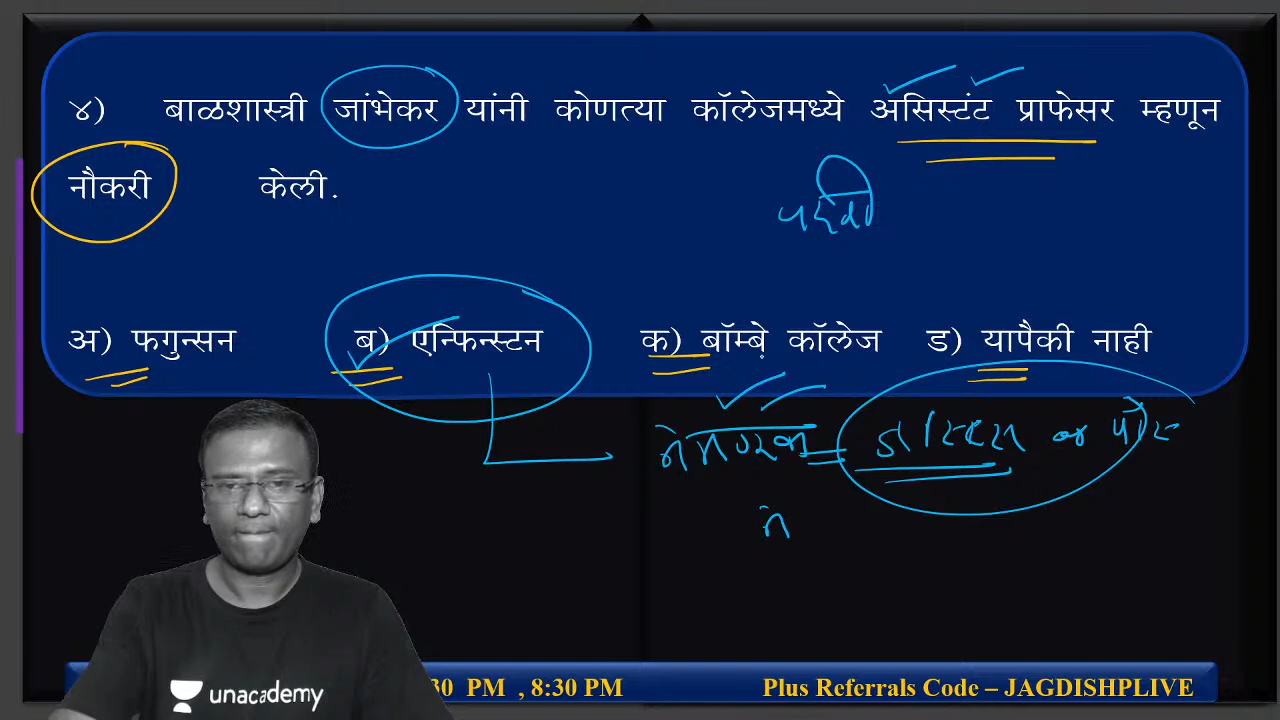 ४) बाळशास्त्री जांभेकर यांनी कोणत्या कॉलेजमध्ये असिस्टंट प्राफेसर म्हणून
नौकरी केली.
पदवी
अ) फगुन्सन ब) एन्फिन्स्टन क) बॉम्बे कॉलेज ड) यापैकी नाही
unacademy
30 PM , 8:30 PM Plus Referrals Code – JAGDISHPLIVE